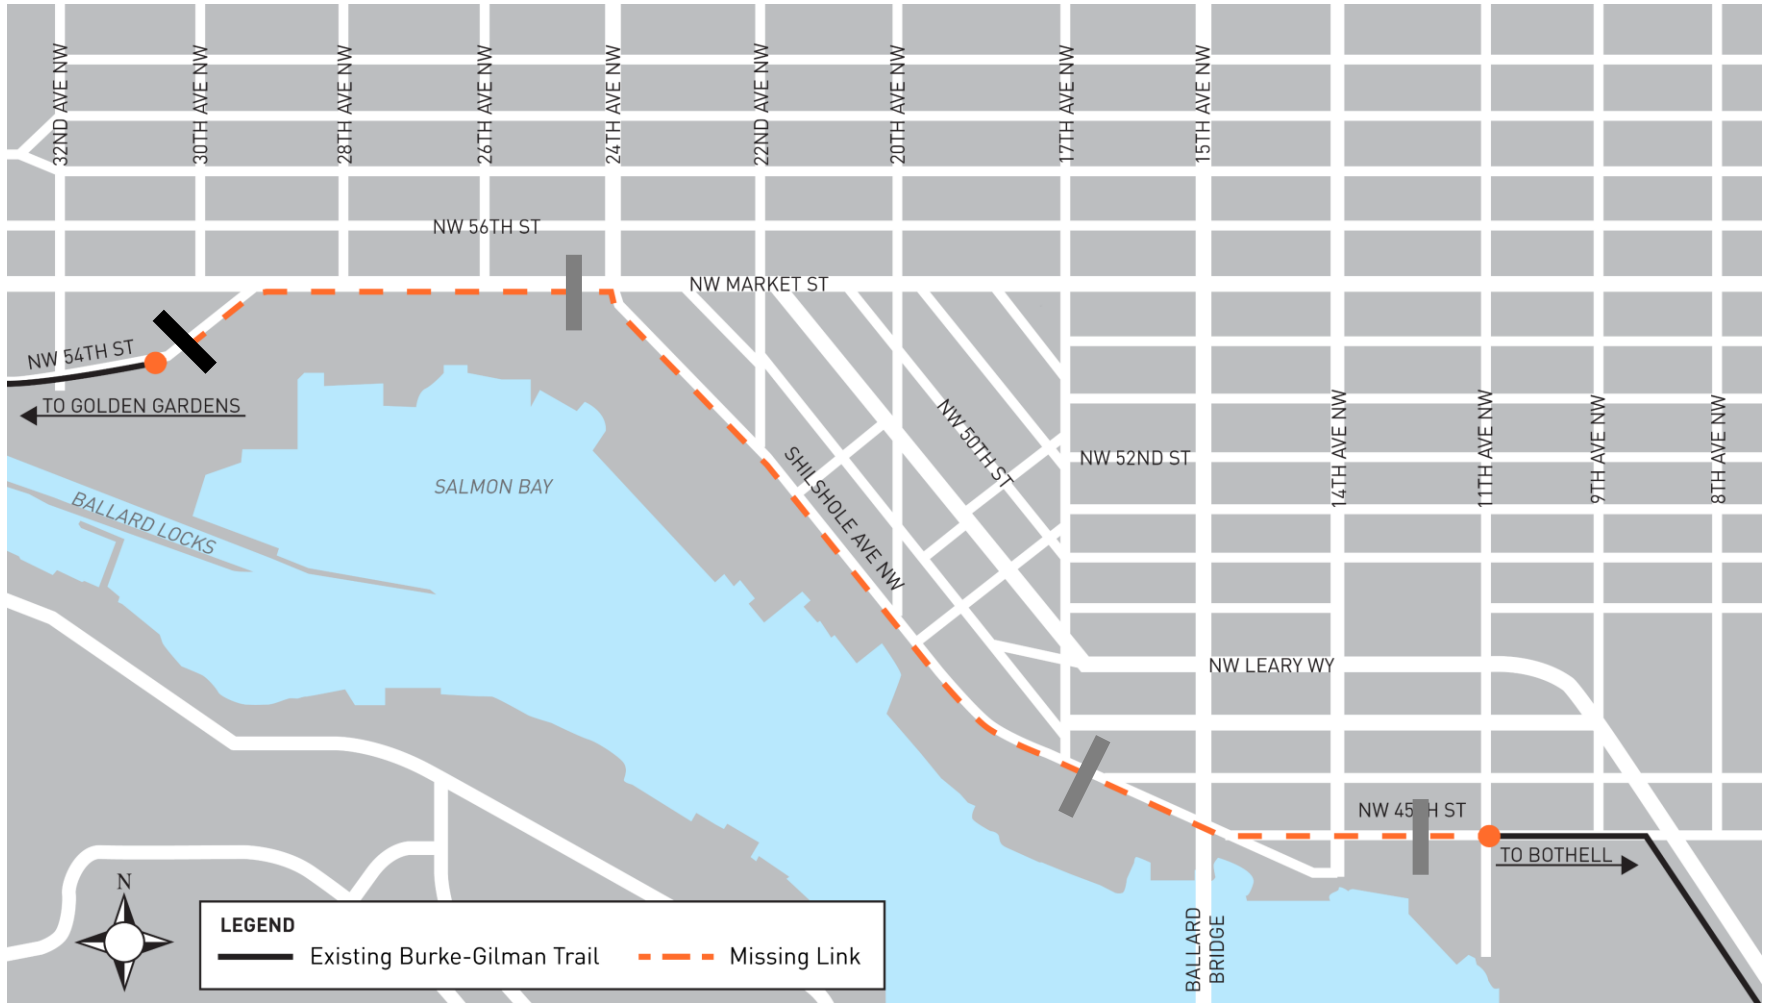 32ND AVE NW
30TH AVE NW
28TH AVE NW
26TH AVE NW
24TH AVE NW
22ND AVE NW
20TH AVE NW
17TH AVE NW
15TH AVE NW
NW 56TH ST
NW MARKET ST
NW 54TH ST
TO GOLDEN GARDENS
BALLARD LOCKS
SALMON BAY
SHILSHOLE AVE NW
NW 50TH ST
NW 52ND ST
14TH AVE NW
11TH AVE NW
9TH AVE NW
8TH AVE NW
NW LEARY WY
NW 45TH ST
TO BOTHELL
BALLARD
BRIDGE
N
LEGEND
Existing Burke-Gilman Trail
Missing Link